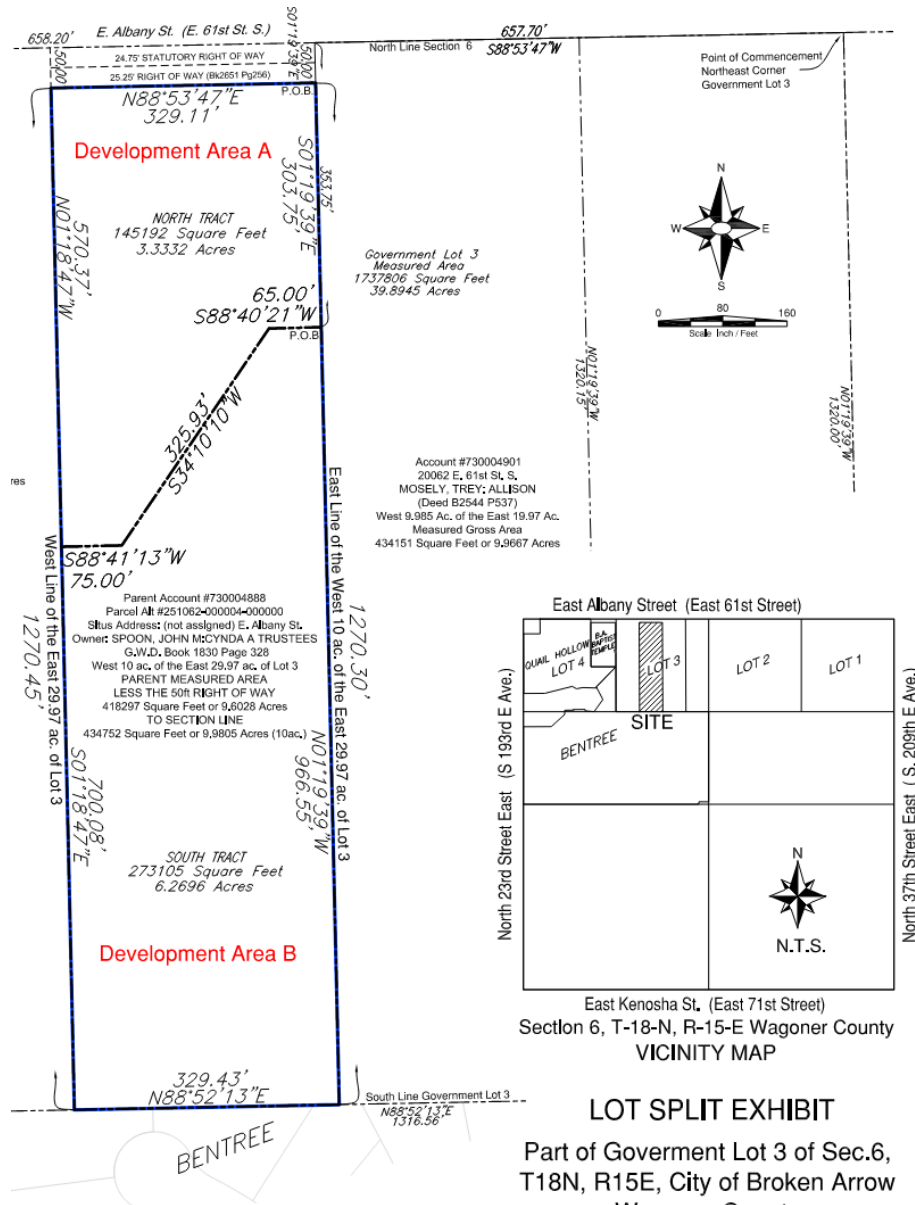 E. Albany St. (E. 61st St. S.)
658.20'
657.70'
North Line Section 6
S88°53'47"W
S01°19'39"E
50.00'
50.00'
24.75' STATUTORY RIGHT OF WAY
25.25' RIGHT OF WAY (Bk2651 Pg256)
P.O.B.
N88°53'47"E
329.11'
Point of Commencement
Northeast Corner
Government Lot 3
Development Area A
S01°19'39"E
303.75'
353.75'
NORTH TRACT
145192 Square Feet
3.3332 Acres
570.37'
N01°18'47"W
Government Lot 3
Measured Area
1737806 Square Feet
39.8945 Acres
N
W
E
S
0 80 160
Scale Inch / Feet
65.00'
S88°40'21"W
P.O.B
N01°19'39"W
1320.15'
N01°19'39"W
1320.00'
325.93'
S34°10'10"W
Account #730004901
20062 E. 61st St. S.
MOSELY, TREY; ALLISON
(Deed B2544 P537)
West 9.985 Ac. of the East 19.97 Ac.
Measured Gross Area
434151 Square Feet or 9.9667 Acres
res
S88°41'13"W
75.00'
West Line of the East 29.97 ac. of Lot 3
1270.45'
East Line of the West 10 ac. of the East 29.97 ac. of Lot 3
1270.30'
Parent Account #730004888
Parcel Alt #251062-000004-000000
Situs Address: (not assigned) E. Albany St.
Owner: SPOON, JOHN M:CYNDA A TRUSTEES
G.W.D. Book 1830 Page 328
West 10 ac. of the East 29.97 ac. of Lot 3
PARENT MEASURED AREA
LESS THE 50ft RIGHT OF WAY
418297 Square Feet or 9.6028 Acres
TO SECTION LINE
434752 Square Feet or 9.9805 Acres (10ac.)
700.08'
S01°18'47"E
N01°19'39"W
966.55'
SOUTH TRACT
273105 Square Feet
6.2696 Acres
Development Area B
329.43'
N88°52'13"E
South Line Government Lot 3
N88°52'13"E
1316.56'
BENTREE
East Albany Street (East 61st Street)
QUAIL HOLLOW
LOT 4
B.A.
BAPTIST
TEMPLE
LOT 3
LOT 2
LOT 1
SITE
BENTREE
North 23rd Street East (S 193rd E Ave.)
North 37th Street East ( S. 209th E Ave.)
N
N.T.S.
East Kenosha St. (East 71st Street)
Section 6, T-18-N, R-15-E Wagoner County
VICINITY MAP
LOT SPLIT EXHIBIT
Part of Goverment Lot 3 of Sec.6,
T18N, R15E, City of Broken Arrow